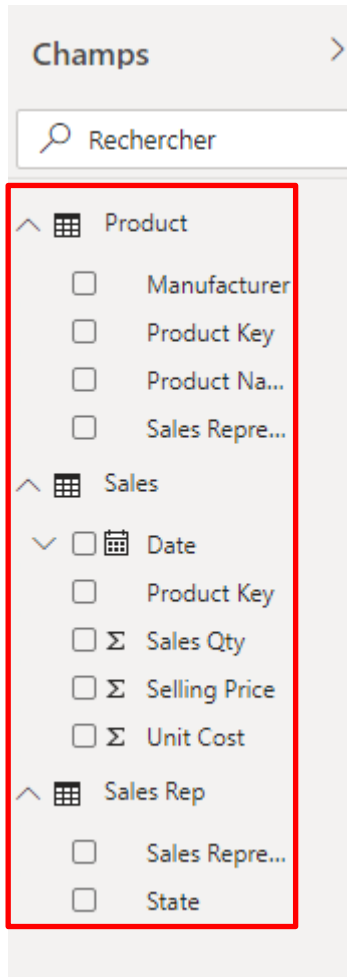 Champs
Rechercher
Product
Manufacturer
Product Key
Product Na...
Sales Repre...
Sales
Date
Product Key
Σ Sales Qty
Σ Selling Price
Σ Unit Cost
Sales Rep
Sales Repre...
State